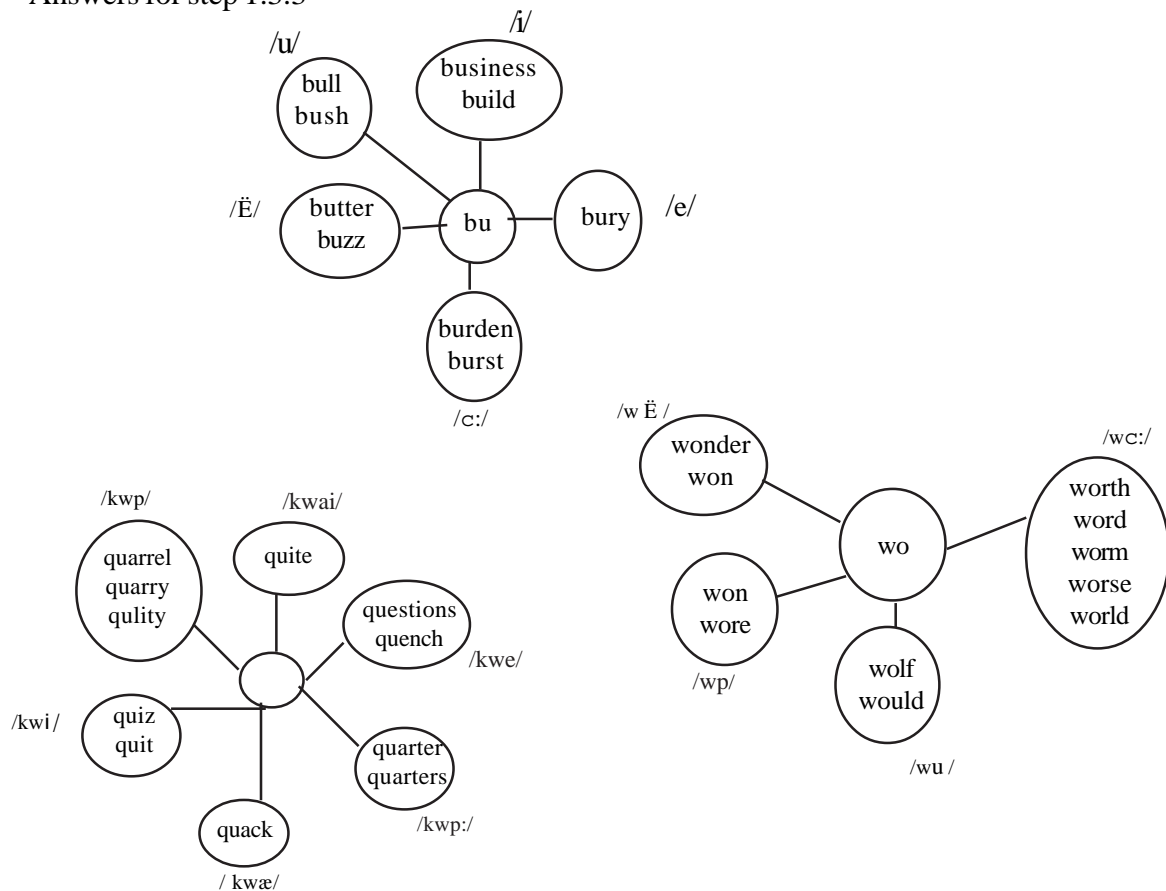 Answers for step 1.3.3
/u/
/i/
bull
bush
business
build
/Ë/
butter
buzz
bu
bury
/e/
burden
burst
/c:/
/w Ë /
wonder
won
/wc:/
worth
word
worm
worse
world
wo
won
wore
/wp/
wolf
would
/wu /
/kwp/
quarrel
quarry
qulity
/kwai/
quite
questions
quench
/kwe/
/kwi/
quiz
quit
quarter
quarters
/kwp:/
quack
/ kwæ/